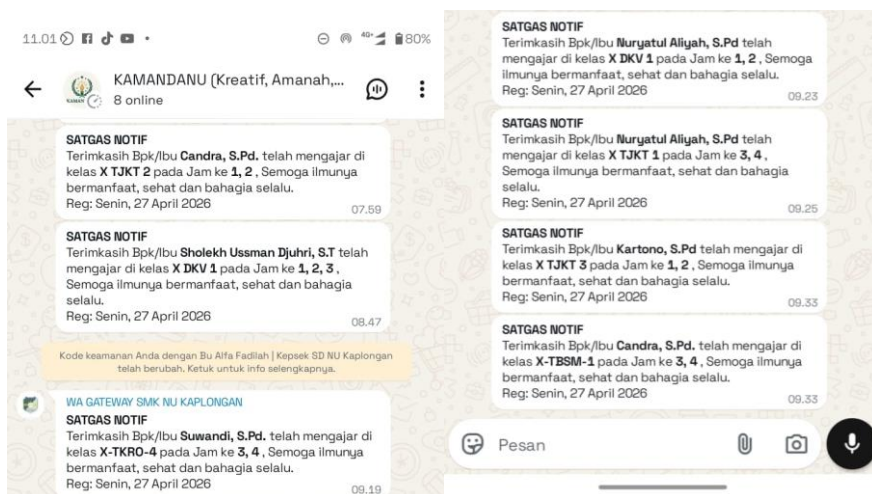 11.01
4G+ 80%
KAMANDANU (Kreatif, Amanah,...
8 online
SATGAS NOTIF
Terimkasih Bpk/Ibu Candra, S.Pd. telah mengajar di
kelas X TJKT 2 pada Jam ke 1, 2 , Semoga ilmunya
bermanfaat, sehat dan bahagia selalu.
Reg: Senin, 27 April 2026
07.59
SATGAS NOTIF
Terimkasih Bpk/Ibu Sholekh Ussman Djuhri, S.T telah
mengajar di kelas X DKV 1 pada Jam ke 1, 2, 3 ,
Semoga ilmunya bermanfaat, sehat dan bahagia
selalu.
Reg: Senin, 27 April 2026
08.47
Kode keamanan Anda dengan Bu Alfa Fadilah | Kepsek SD NU Kaplongan
telah berubah. Ketuk untuk info selengkapnya.
WA GATEWAY SMK NU KAPLONGAN
SATGAS NOTIF
Terimkasih Bpk/Ibu Suwandi, S.Pd. telah mengajar di
kelas X-TKRO-4 pada Jam ke 3, 4 , Semoga ilmunya
bermanfaat, sehat dan bahagia selalu.
Reg: Senin, 27 April 2026
09.19
SATGAS NOTIF
Terimkasih Bpk/Ibu Nuryatul Aliyah, S.Pd telah
mengajar di kelas X DKV 1 pada Jam ke 1, 2 , Semoga
ilmunya bermanfaat, sehat dan bahagia selalu.
Reg: Senin, 27 April 2026
09.23
SATGAS NOTIF
Terimkasih Bpk/Ibu Nuryatul Aliyah, S.Pd telah
mengajar di kelas X TJKT 1 pada Jam ke 3, 4 ,
Semoga ilmunya bermanfaat, sehat dan bahagia
selalu.
Reg: Senin, 27 April 2026
09.25
SATGAS NOTIF
Terimkasih Bpk/Ibu Kartono, S.Pd telah mengajar di
kelas X TJKT 3 pada Jam ke 1, 2 , Semoga ilmunya
bermanfaat, sehat dan bahagia selalu.
Reg: Senin, 27 April 2026
09.33
SATGAS NOTIF
Terimkasih Bpk/Ibu Candra, S.Pd. telah mengajar di
kelas X-TBSM-1 pada Jam ke 3, 4 , Semoga ilmunya
bermanfaat, sehat dan bahagia selalu.
Reg: Senin, 27 April 2026
09.33
Pesan